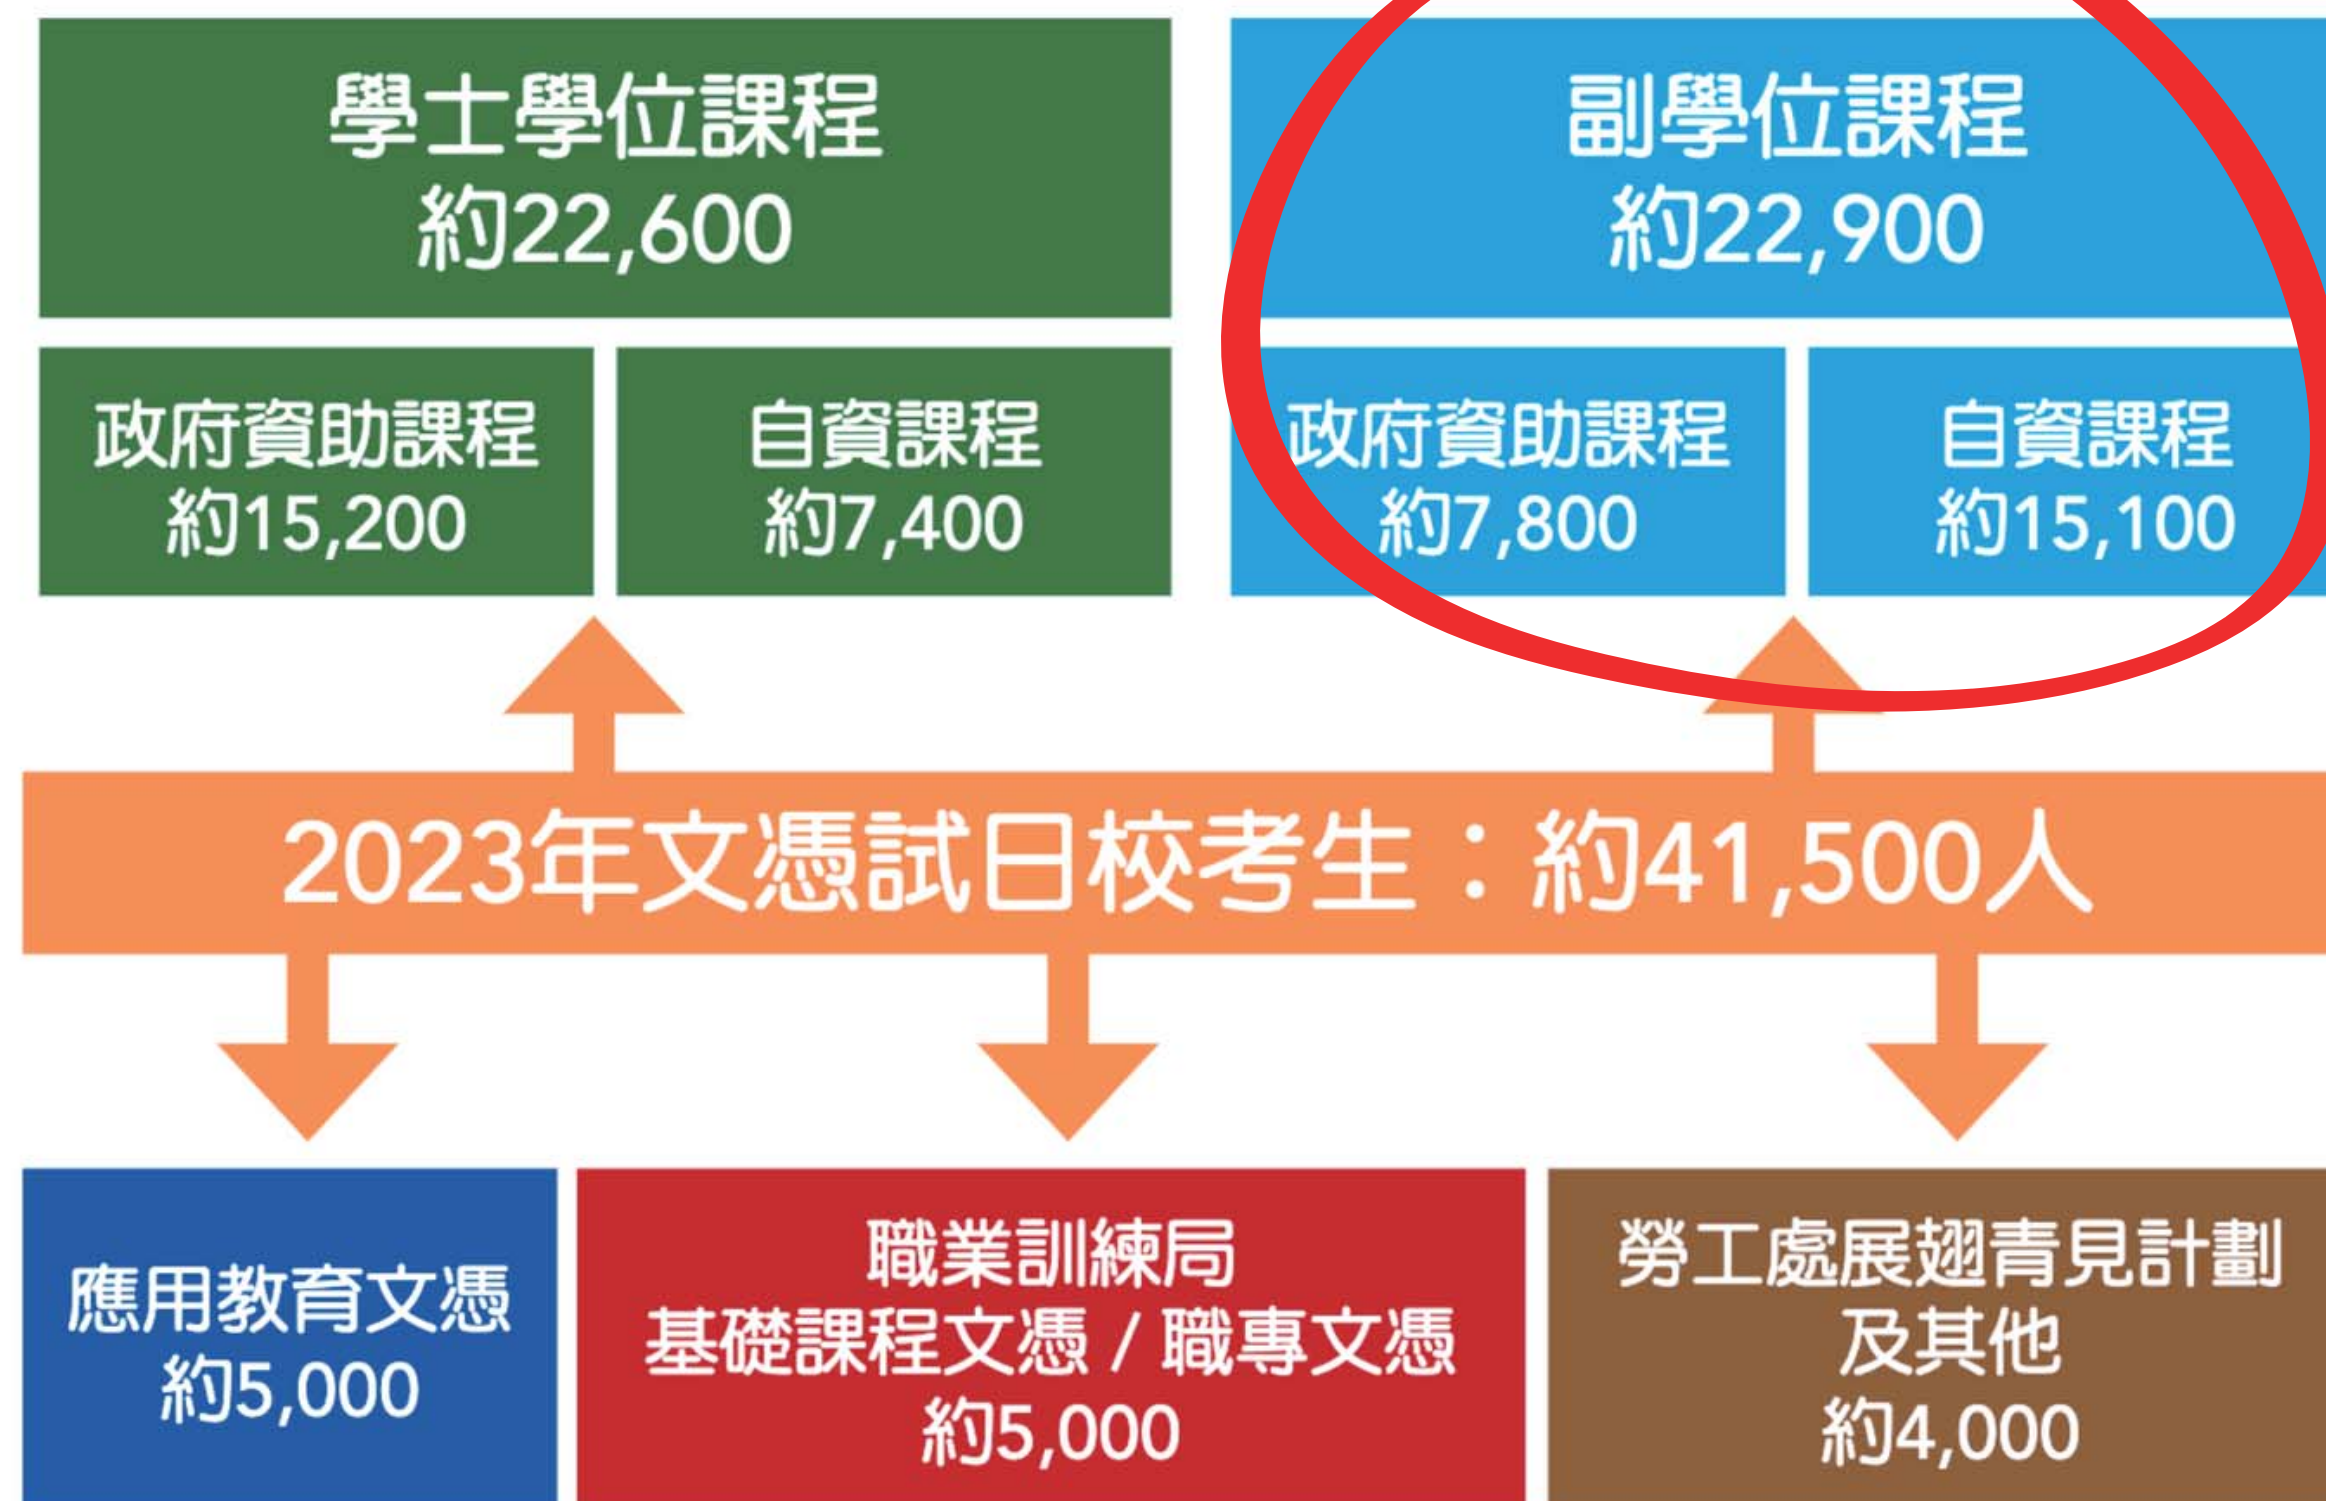 學士學位課程
約22,600
副學位課程
約22,900
政府資助課程
約15,200
自資課程
約7,400
政府資助課程
約7,800
自資課程
約15,100
2023年文憑試日校考生：約41,500人
應用教育文憑
約5,000
職業訓練局
基礎課程文憑 / 職專文憑
約5,000
勞工處展翅青見計劃
及其他
約4,000